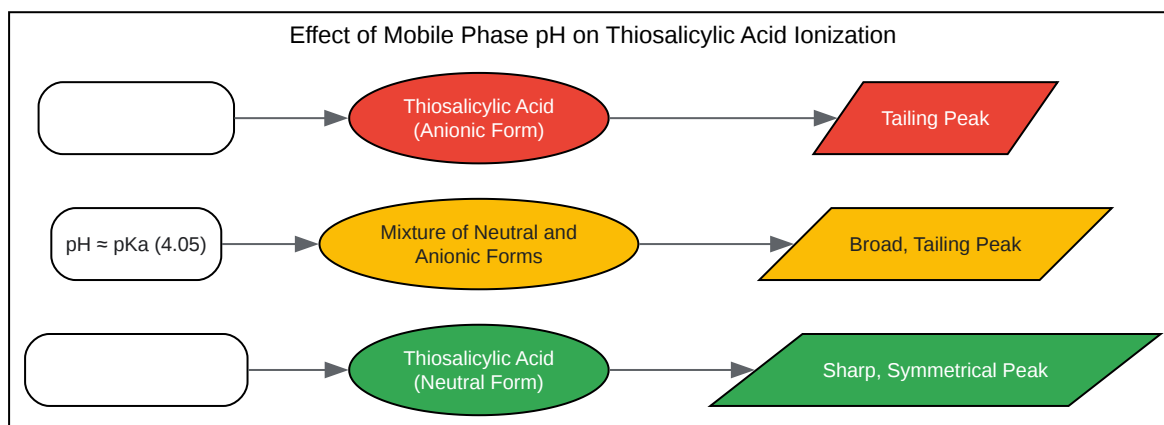 Effect of Mobile Phase pH on Thiosalicylic Acid Ionization
Thiosalicylic Acid
(Anionic Form)
Tailing Peak
pH ≈ pKa (4.05)
Mixture of Neutral and
Anionic Forms
Broad, Tailing Peak
Thiosalicylic Acid
(Neutral Form)
Sharp, Symmetrical Peak